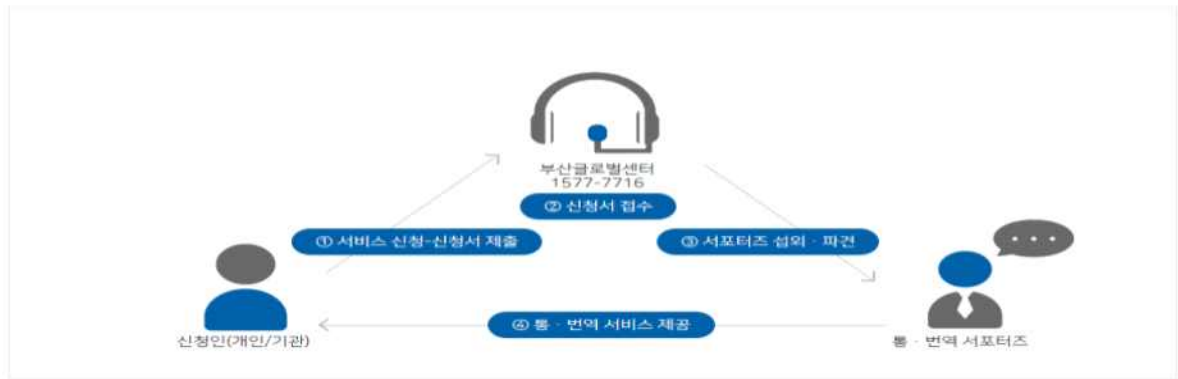 부산글로벌센터
1577-7716
② 신청서 접수
① 서비스 신청-신청서 제출
③ 서포터즈 섭외 · 파견
④ 통 · 번역 서비스 제공
신청인(개인/기관)
통 · 번역 서포터즈